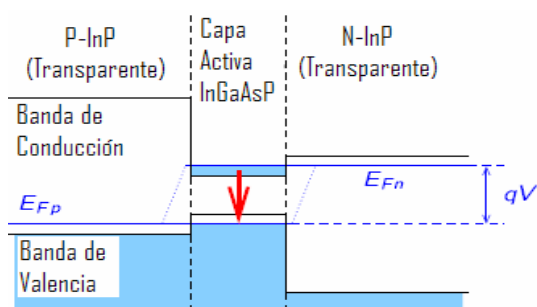 P-InP
(Transparente)
Capa
Activa
InGaAsP
N-InP
(Transparente)
Banda de
Conducción
E_Fp
E_Fn
qV
Banda de
Valencia